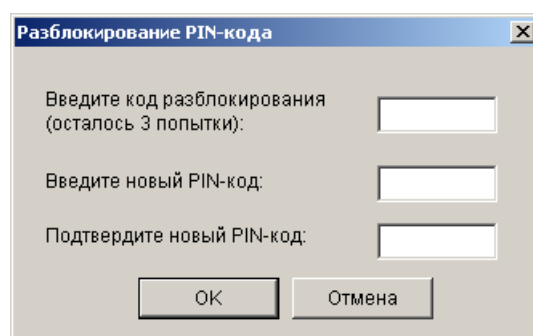 Разблокирование PIN-кода
Введите код разблокирования
(осталось 3 попытки):
Введите новый PIN-код:
Подтвердите новый PIN-код:
OK
Отмена